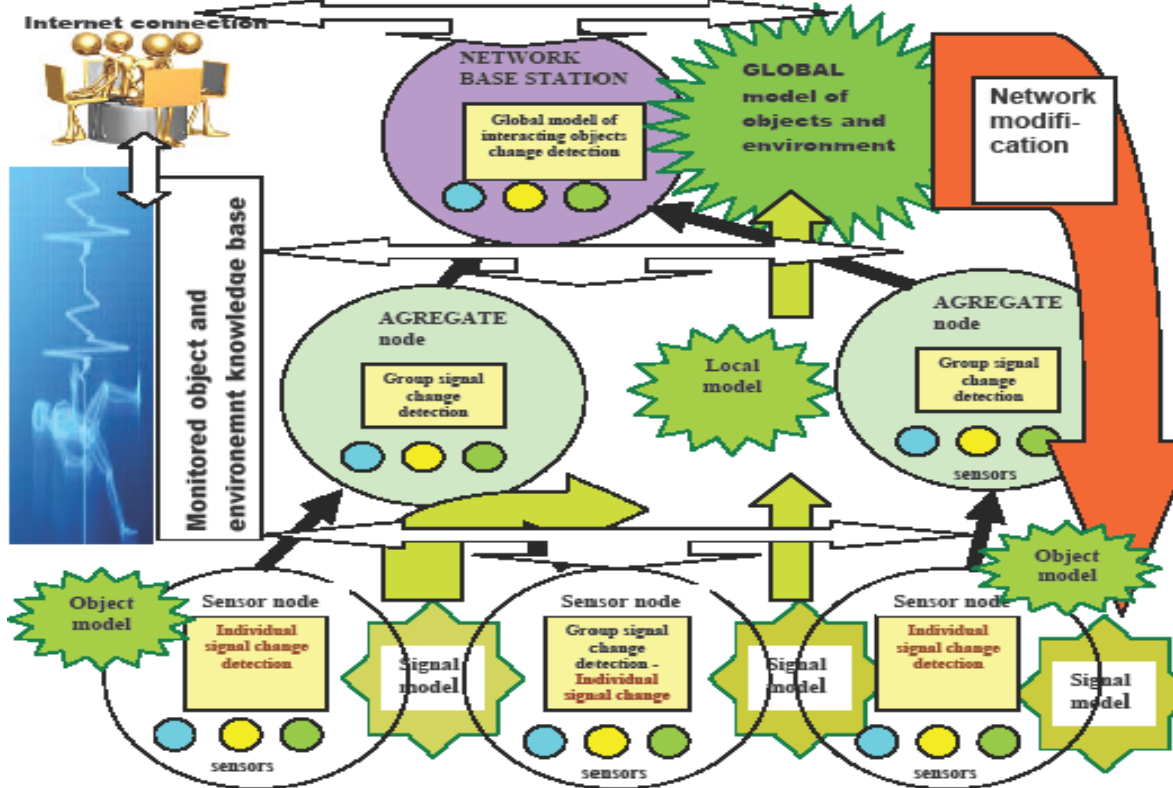 Internet connection
NETWORK
BASE STATION
Global model of
interacting objects
change detection
GLOBAL
model of
objects and
environment
Network
modifi-
cation
Monitored object and
environemnt knowledge base
AGREGATE
node
Group signal
change
detection
Local
model
AGREGATE
node
Group signal
change
detection
sensors
Object
model
Sensor node
Individual
signal change
detection
sensors
Signal
model
Sensor node
Group signal
change
detection -
Individual
signal change
sensors
Signal
model
Sensor node
Individual
signal change
detection
sensors
Object
model
Signal
model